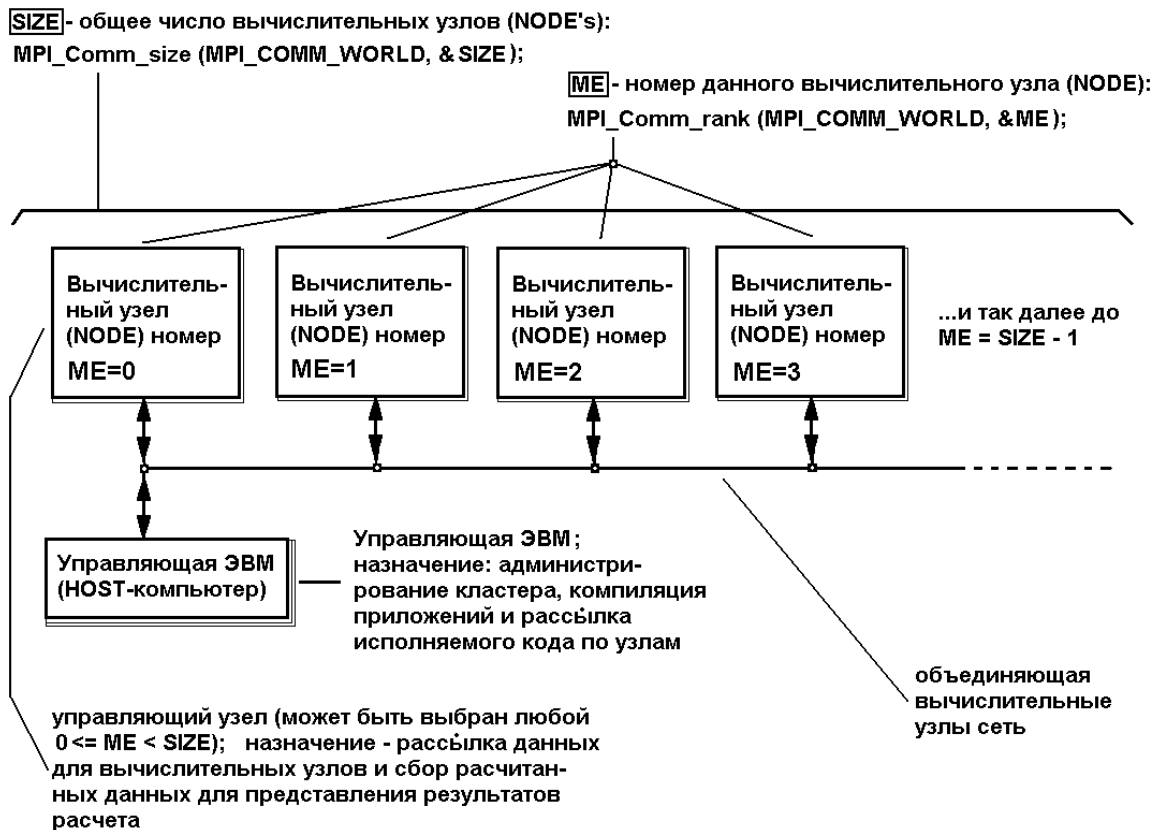 SIZE - общее число вычислительных узлов (NODE's):
MPI_Comm_size (MPI_COMM_WORLD, &SIZE);
ME - номер данного вычислительного узла (NODE):
MPI_Comm_rank (MPI_COMM_WORLD, &ME);
Вычислитель-
ный узел
(NODE) номер
ME=0
Вычислитель-
ный узел
(NODE) номер
ME=1
Вычислитель-
ный узел
(NODE) номер
ME=2
Вычислитель-
ный узел
(NODE) номер
ME=3
...и так далее до
ME = SIZE - 1
Управляющая ЭВМ
(HOST-компьютер)
Управляющая ЭВМ;
назначение: администри-
рование кластера, компиляция
приложений и рассылка
исполняемого кода по узлам
объединяющая
вычислительные
узлы сеть
управляющий узел (может быть выбран любой
0 <= ME < SIZE); назначение - рассылка данных
для вычислительных узлов и сбор расчитан-
ных данных для представления результатов
расчета